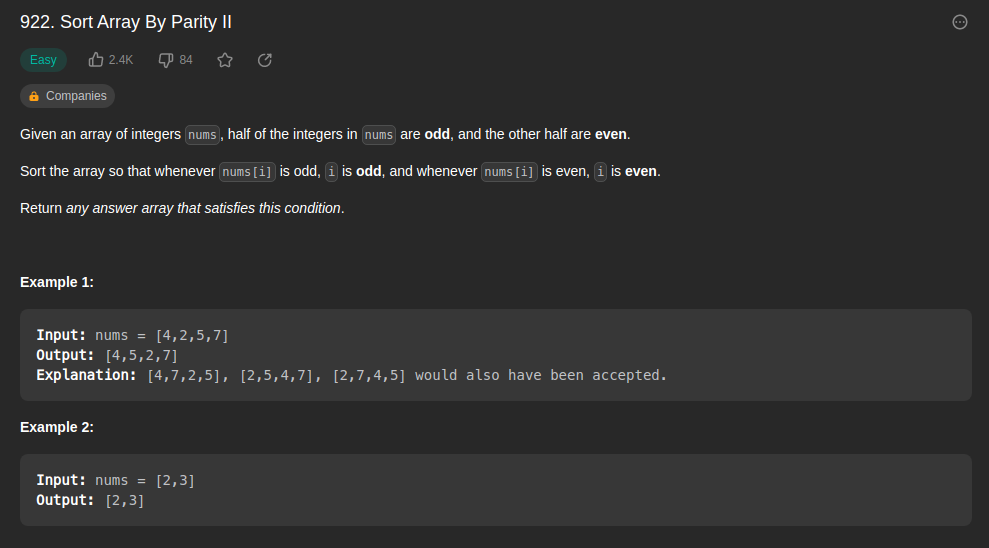 922. Sort Array By Parity II
Easy 2.4K 84
Companies
Given an array of integers nums, half of the integers in nums are odd, and the other half are even.
Sort the array so that whenever nums[i] is odd, i is odd, and whenever nums[i] is even, i is even.
Return any answer array that satisfies this condition.
Example 1:
Input: nums = [4,2,5,7]
Output: [4,5,2,7]
Explanation: [4,7,2,5], [2,5,4,7], [2,7,4,5] would also have been accepted.
Example 2:
Input: nums = [2,3]
Output: [2,3]